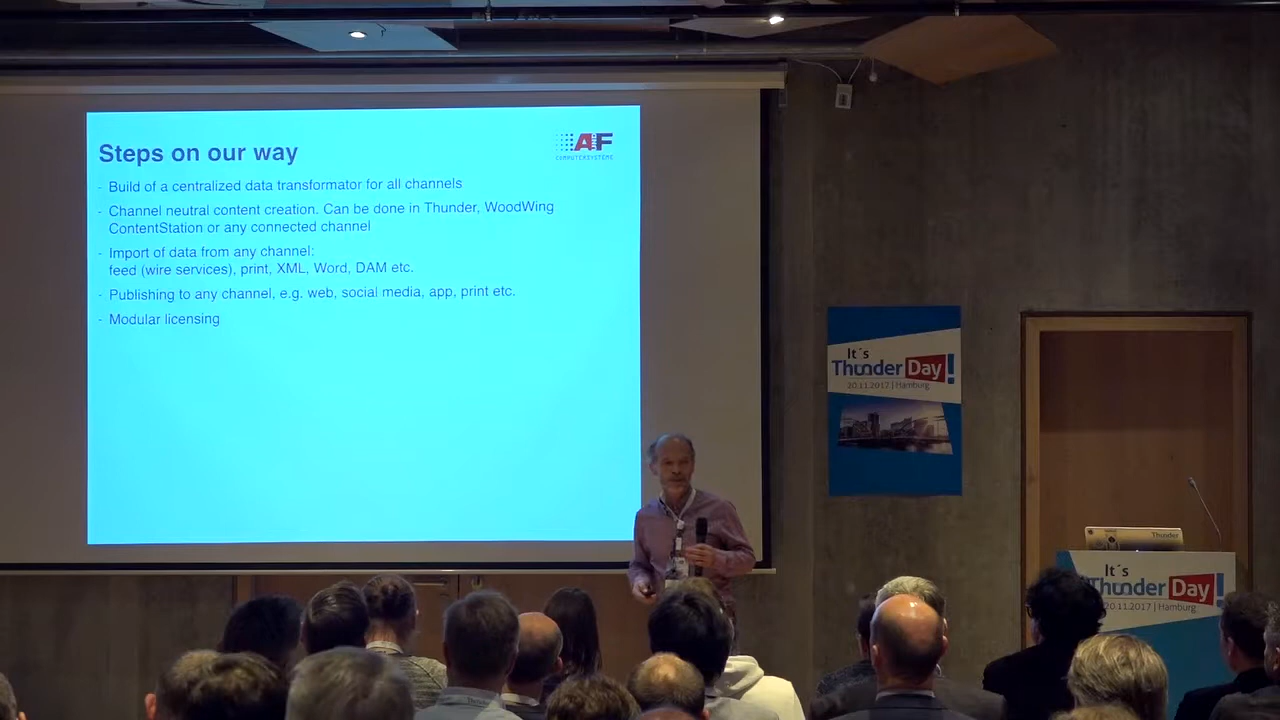 Steps on our way
A&F
COMPUTERSYSTEME
- Build of a centralized data transformator for all channels
- Channel neutral content creation. Can be done in Thunder, WoodWing
ContentStation or any connected channel
- Import of data from any channel:
feed (wire services), print, XML, Word, DAM etc.
- Publishing to any channel, e.g. web, social media, app, print etc.
- Modular licensing
It´s
Thunder Day!
20.11.2017 | Hamburg
Thunder
It´s
Thunder Day!
20.11.2017 | Hamburg